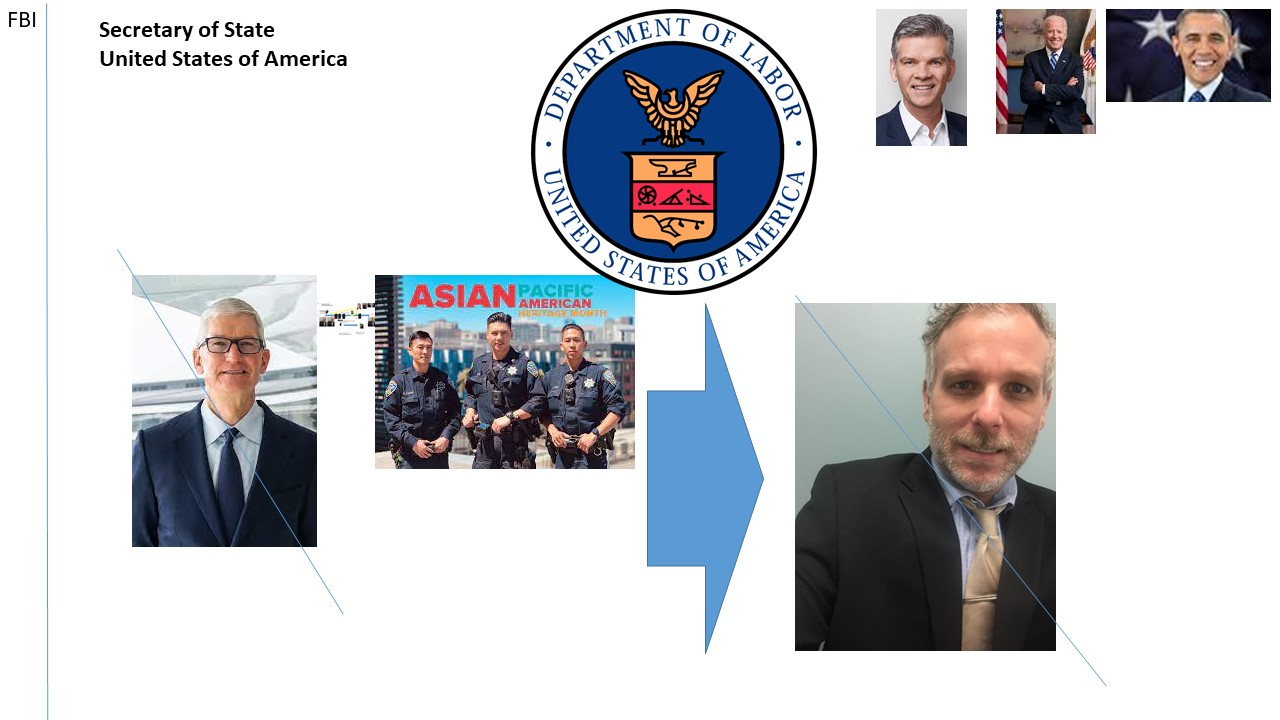 FBI
Secretary of State
United States of America
DEPARTMENT OF LABOR
UNITED STATES OF AMERICA
ASIAN PACIFIC
AMERICAN
HERITAGE MONTH